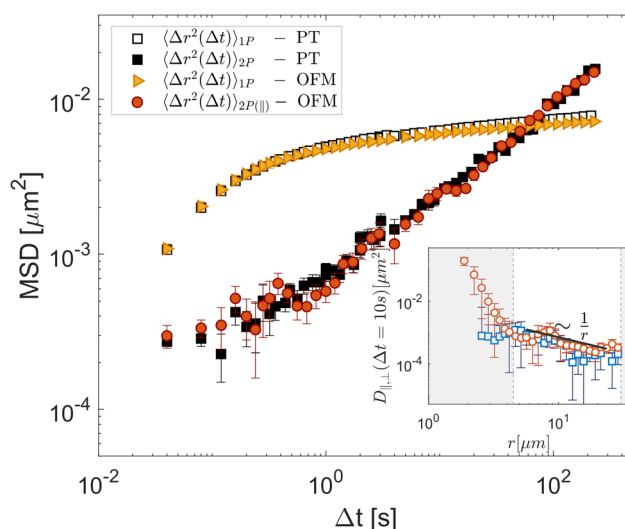 ⟨Δr²(Δt)⟩₁P – PT
⟨Δr²(Δt)⟩₂P – PT
⟨Δr²(Δt)⟩₁P – OFM
⟨Δr²(Δt)⟩₂P(∥) – OFM
MSD [μm²]
10⁻²
10⁻³
10⁻⁴
10⁻² 10⁰ 10²
Δt [s]
D∥,⊥(Δt = 10s)[μm²]
10⁻²
10⁻⁴
~ 1/r
10⁰ 10¹
r[μm]